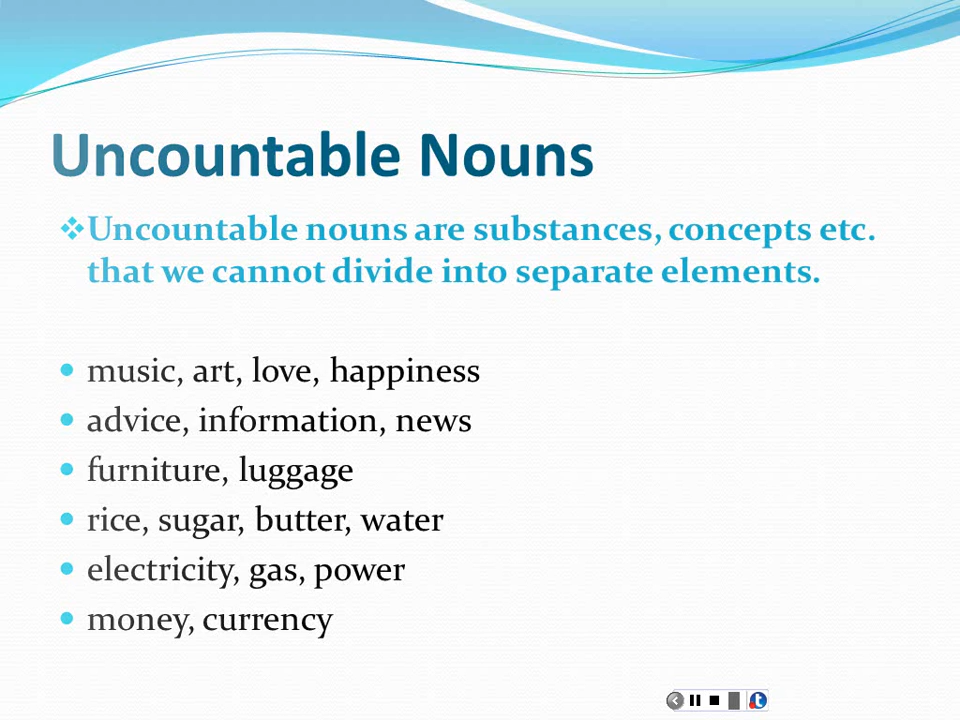 Uncountable Nouns
Uncountable nouns are substances, concepts etc.
that we cannot divide into separate elements.
music, art, love, happiness
advice, information, news
furniture, luggage
rice, sugar, butter, water
electricity, gas, power
money, currency
t